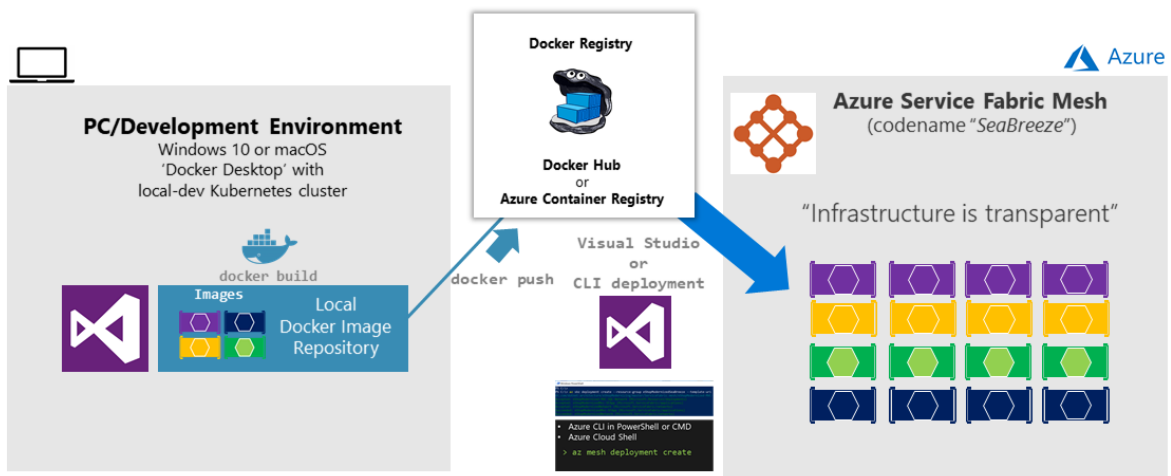 PC/Development Environment
Windows 10 or macOS
‘Docker Desktop’ with
local-dev Kubernetes cluster
docker build
Images
Local
Docker Image
Repository
Docker Registry
Docker Hub
or
Azure Container Registry
docker push
Visual Studio
or
CLI deployment
• Azure CLI in PowerShell or CMD
• Azure Cloud Shell
> az mesh deployment create
Azure
Azure Service Fabric Mesh
(codename “SeaBreeze”)
“Infrastructure is transparent”